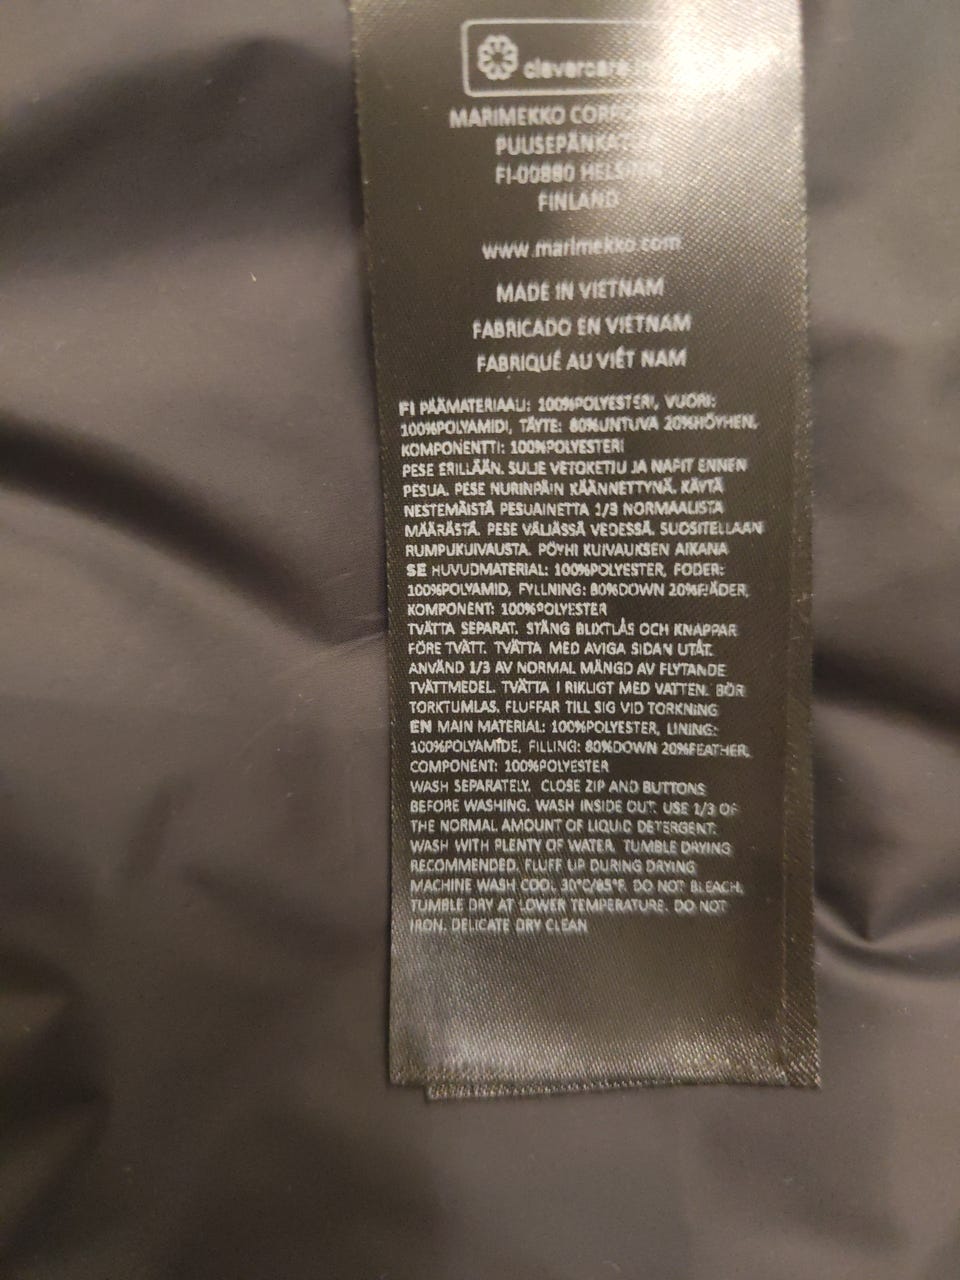 clevercare
MARIMEKKO
PUUSEPÄNKA
FI-00880 HELSINKI
FINLAND
www.marimekko.com
MADE IN VIETNAM
FABRICADO EN VIETNAM
FABRIQUÉ AU VIÊT NAM
FI PÄÄMATERIAALI: 100%POLYESTERI, VUORI:
100%POLYAMIDI, TÄYTE: 80%UNTUVA 20%HÖYHEN,
KOMPONENTTI: 100%POLYESTERI
PESE ERILLÄÄN. SULJE VETOKETJU JA NAPIT ENNEN
PESUA. PESE NURINPÄIN KÄÄNNETTYNÄ. KÄYTÄ
NESTEMÄISTÄ PESUAINETTA 1/3 NORMAALISTA
MÄÄRÄSTÄ. PESE VÄLJÄSSÄ VEDESSÄ. SUOSITELLAAN
RUMPUKUIVAUSTA. PÖYHI KUIVAUKSEN AIKANA
SE HUVUDMATERIAL: 100%POLYESTER, FODER:
100%POLYAMID, FYLLNING: 80%DOWN 20%FJÄDER,
KOMPONENT: 100%POLYESTER
TVÄTTA SEPARAT. STÄNG BLIXTLÅS OCH KNAPPAR
FÖRE TVÄTT. TVÄTTA MED AVIGA SIDAN UTÅT.
ANVÄND 1/3 AV NORMAL MÄNGD AV FLYTANDE
TVÄTTMEDEL. TVÄTTA I RIKLIGT MED VATTEN. BÖR
TORKTUMLAS. FLUFFAR TILL SIG VID TORKNING
EN MAIN MATERIAL: 100%POLYESTER, LINING:
100%POLYAMIDE, FILLING: 80%DOWN 20%FEATHER,
COMPONENT: 100%POLYESTER
WASH SEPARATELY. CLOSE ZIP AND BUTTONS
BEFORE WASHING. WASH INSIDE OUT. USE 1/3 OF
THE NORMAL AMOUNT OF LIQUID DETERGENT.
WASH WITH PLENTY OF WATER. TUMBLE DRYING
RECOMMENDED. FLUFF UP DURING DRYING
MACHINE WASH COOL 30°C/85°F. DO NOT BLEACH.
TUMBLE DRY AT LOWER TEMPERATURE. DO NOT
IRON. DELICATE DRY CLEAN